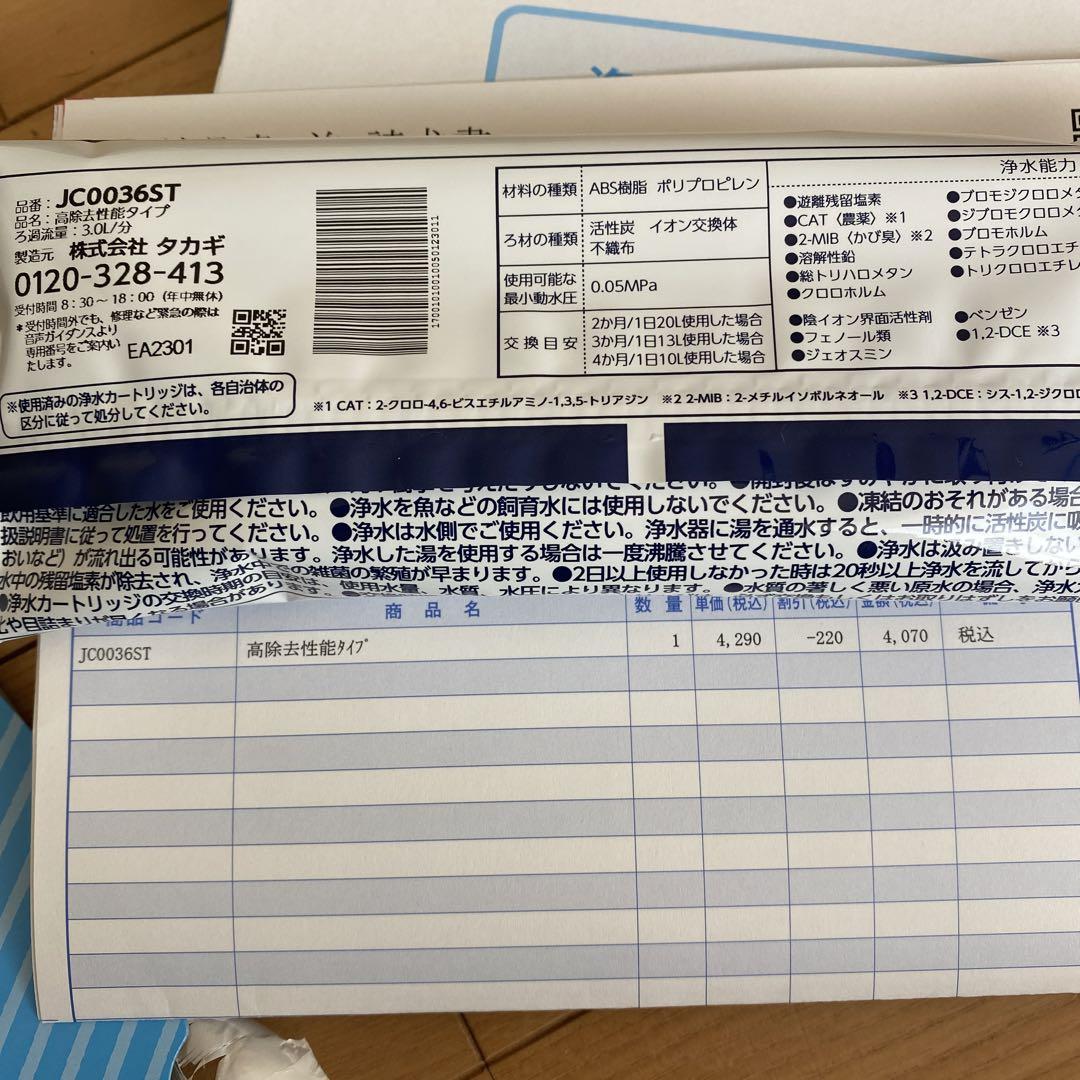 品番：JC0036ST
品名：高除去性能タイプ
ろ過流量：3.0L/分
製造元 株式会社 タカギ
0120-328-413
受付時間 8：30～18：00（年中無休）
＊受付時間外でも、修理など緊急の際は
音声ガイダンスより
専用番号をご案内い
たします。
EA2301
※使用済みの浄水カートリッジは、各自治体の
区分に従って処分してください。
17001010010005012301１
材料の種類 ABS樹脂 ポリプロピレン
ろ材の種類 活性炭 イオン交換体
不織布
使用可能な
最小動水圧 0.05MPa
交換目安
2か月/1日20L使用した場合
3か月/1日13L使用した場合
4か月/1日10L使用した場合
浄水能力
●遊離残留塩素
●CAT〈農薬〉※1
●2-MIB〈かび臭〉※2
●溶解性鉛
●総トリハロメタン
●クロロホルム
●ブロモジクロロメタ
●ジブロモクロロメタ
●ブロモホルム
●テトラクロロエチ
●トリクロロエチレ
●陰イオン界面活性剤
●フェノール類
●ジェオスミン
●ベンゼン
●1,2-DCE ※3
※1 CAT：2-クロロ-4,6-ビスエチルアミノ-1,3,5-トリアジン ※2 2-MIB：2-メチルイソボルネオール ※3 1,2-DCE：シス-1,2-ジクロロ
飲用基準に適合した水をご使用ください。●浄水を魚などの飼育水には使用しないでください。●凍結のおそれがある場合
扱説明書に従って処置を行ってください。●浄水は水側でご使用ください。浄水器に湯を通水すると、一時的に活性炭に吸
おいなど）が流れ出る可能性があります。浄水した湯を使用する場合は一度沸騰させてください。●浄水は汲み置きしない
水中の残留塩素が除去され、浄水中の雑菌の繁殖が早まります。●2日以上使用しなかった時は20秒以上浄水を流してから
●浄水カートリッジの交換時期の目安は、使用水量、水質、水圧により異なります。●水質の著しく悪い原水の場合、浄水
商品コード 商品名 数量 単価(税込) 割引(税込) 金額(税込)
JC0036ST 高除去性能ﾀｲﾌﾟ 1 4,290 -220 4,070 税込